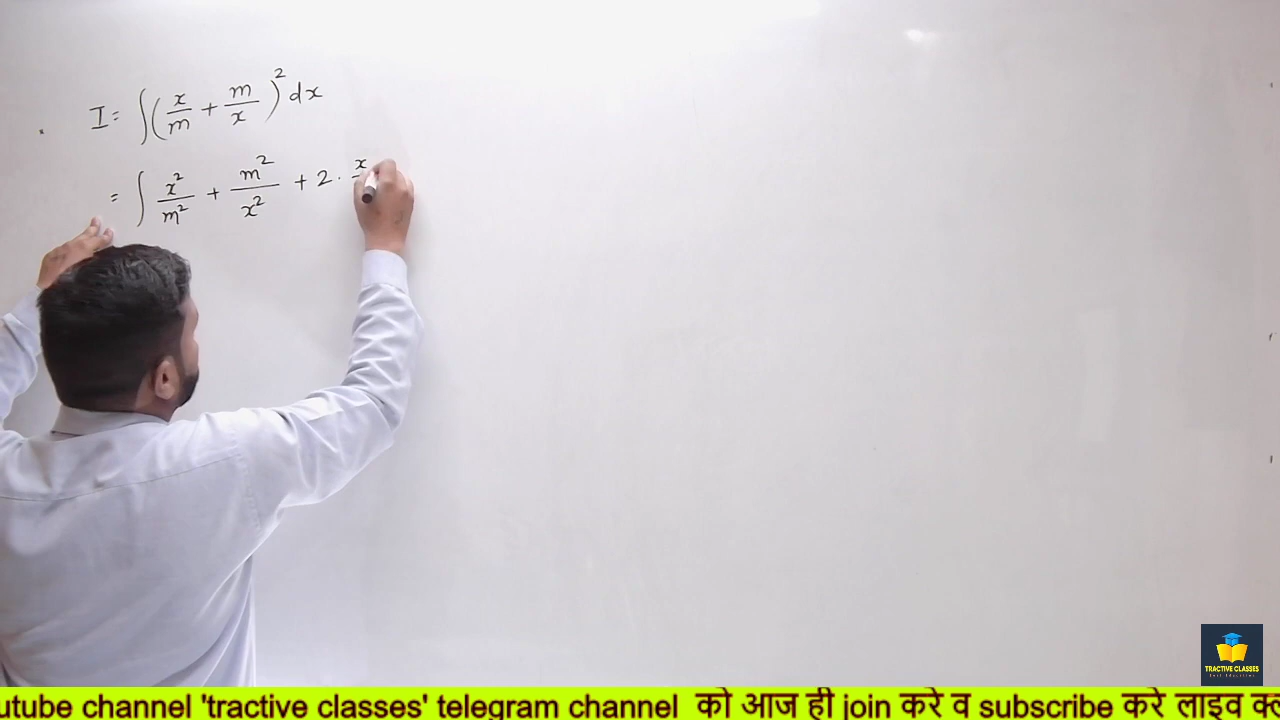 I = ∫(x/m + m/x)² dx
= ∫ x²/m² + m²/x² + 2 · x
TRACTIVE CLASSES
utube channel 'tractive classes' telegram channel को आज ही join करे व subscribe करे लाइव